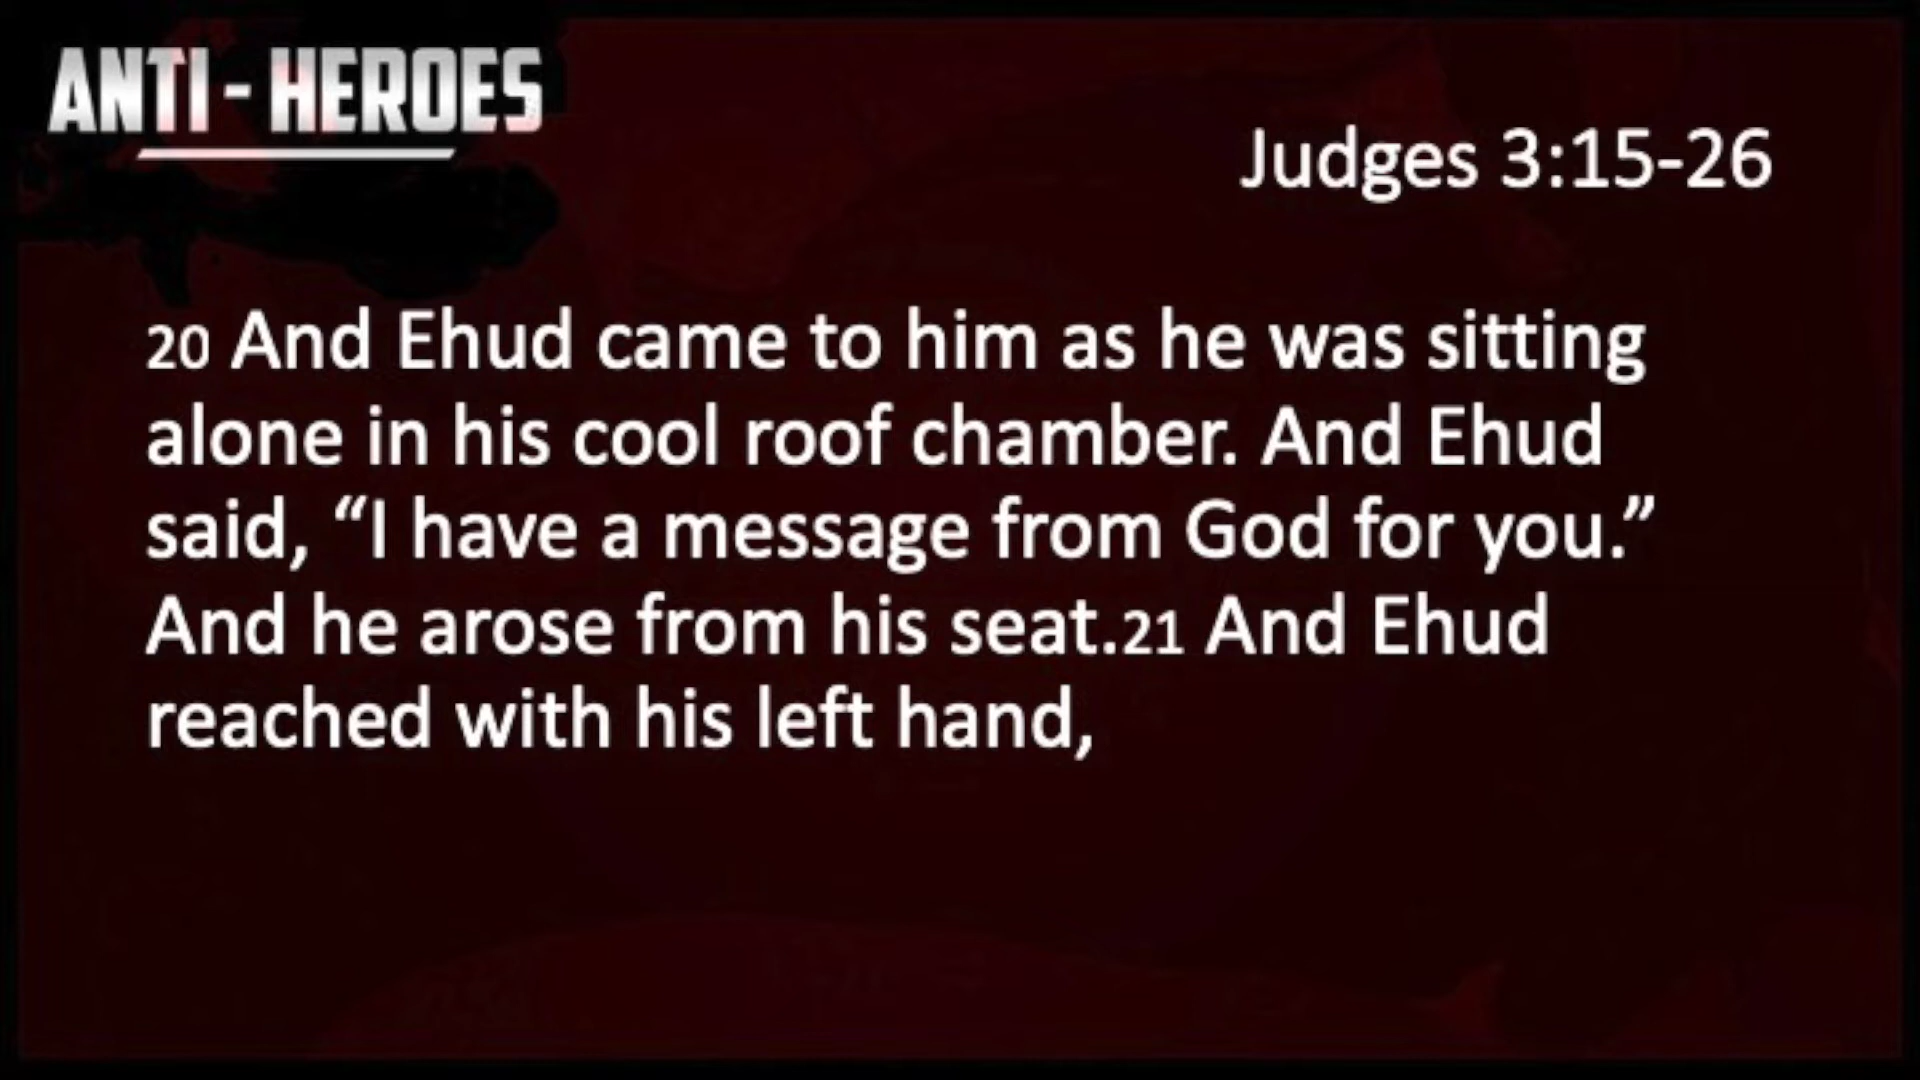 ANTI-HEROES
Judges 3:15-26
20 And Ehud came to him as he was sitting
alone in his cool roof chamber. And Ehud
said, “I have a message from God for you.”
And he arose from his seat.21 And Ehud
reached with his left hand,